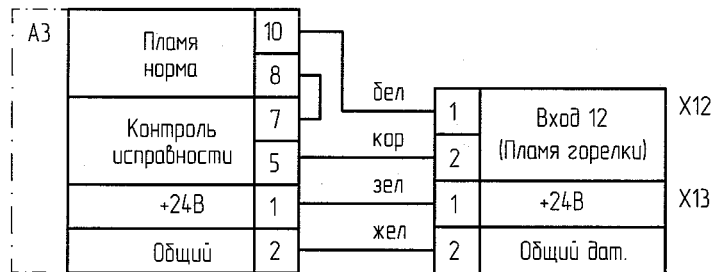 А3
Пламя
норма
10
8
Контроль
исправности
7
5
+24В
1
Общий
2
бел
кор
зел
жел
1
2
Вход 12
(Пламя горелки)
X12
1
+24В
X13
2
Общий дат.